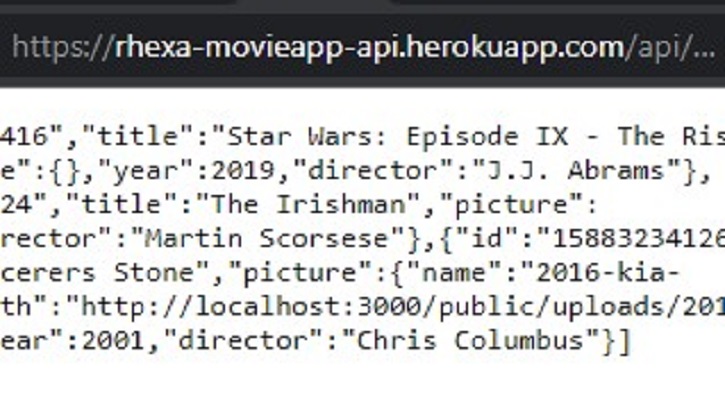 https://rhexa-movieapp-api.herokuapp.com/api/...
416","title":"Star Wars: Episode IX - The Ris
e":{},"year":2019,"director":"J.J. Abrams"},
24","title":"The Irishman","picture":
rector":"Martin Scorsese"},{"id":"15883234126
cerers Stone","picture":{"name":"2016-kia-
th":"http://localhost:3000/public/uploads/201
ear":2001,"director":"Chris Columbus"}]